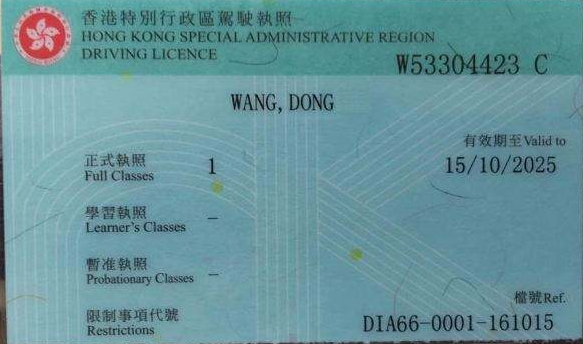 香港特別行政區駕駛執照
HONG KONG SPECIAL ADMINISTRATIVE REGION
DRIVING LICENCE
W53304423 C
WANG, DONG
有效期至 Valid to
15/10/2025
正式執照
Full Classes 1
學習執照
Learner's Classes –
暫准執照
Probationary Classes –
限制事項代號
Restrictions
檔號 Ref.
DIA66-0001-161015